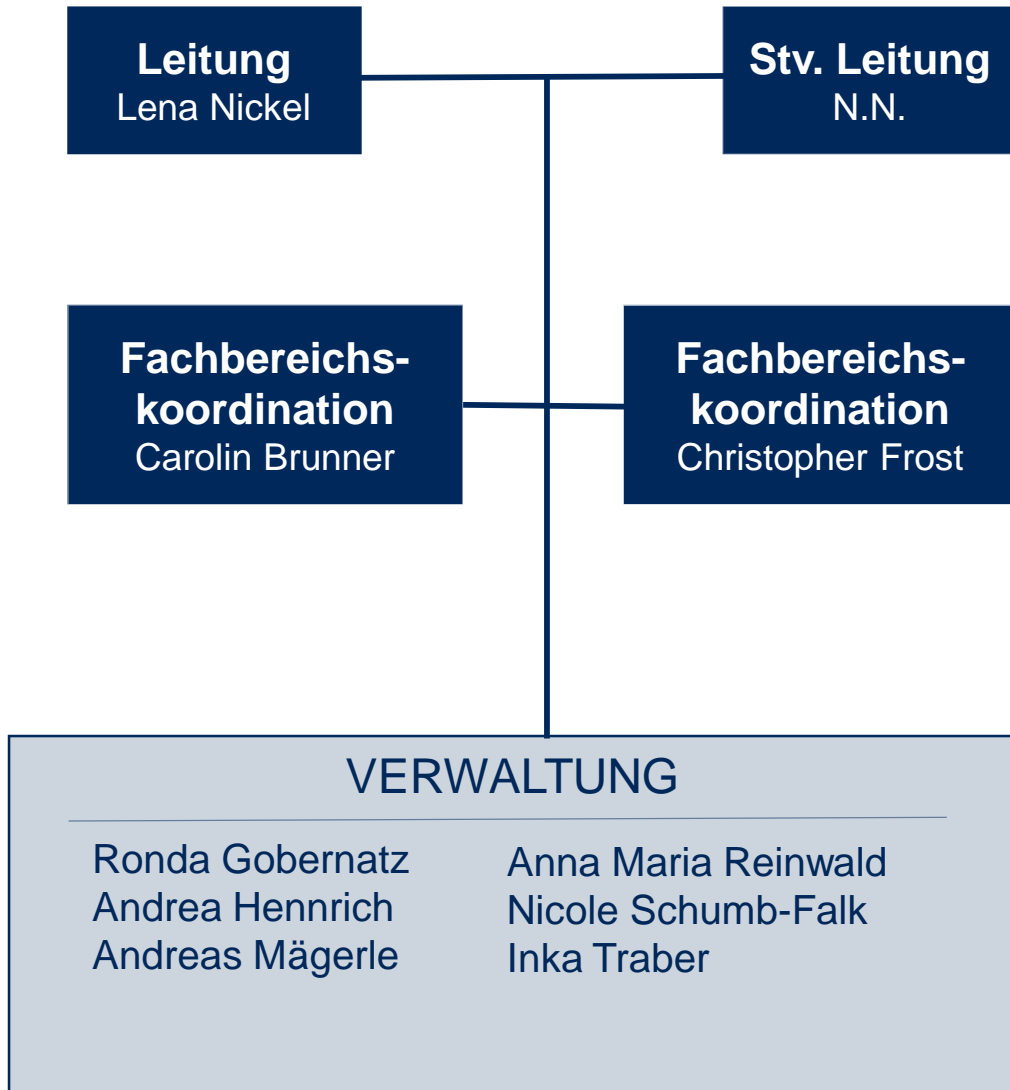 Leitung
Lena Nickel
Stv. Leitung
N.N.
Fachbereichs-
koordination
Carolin Brunner
Fachbereichs-
koordination
Christopher Frost
VERWALTUNG
Ronda Gobernatz
Andrea Hennrich
Andreas Mägerle
Anna Maria Reinwald
Nicole Schumb-Falk
Inka Traber